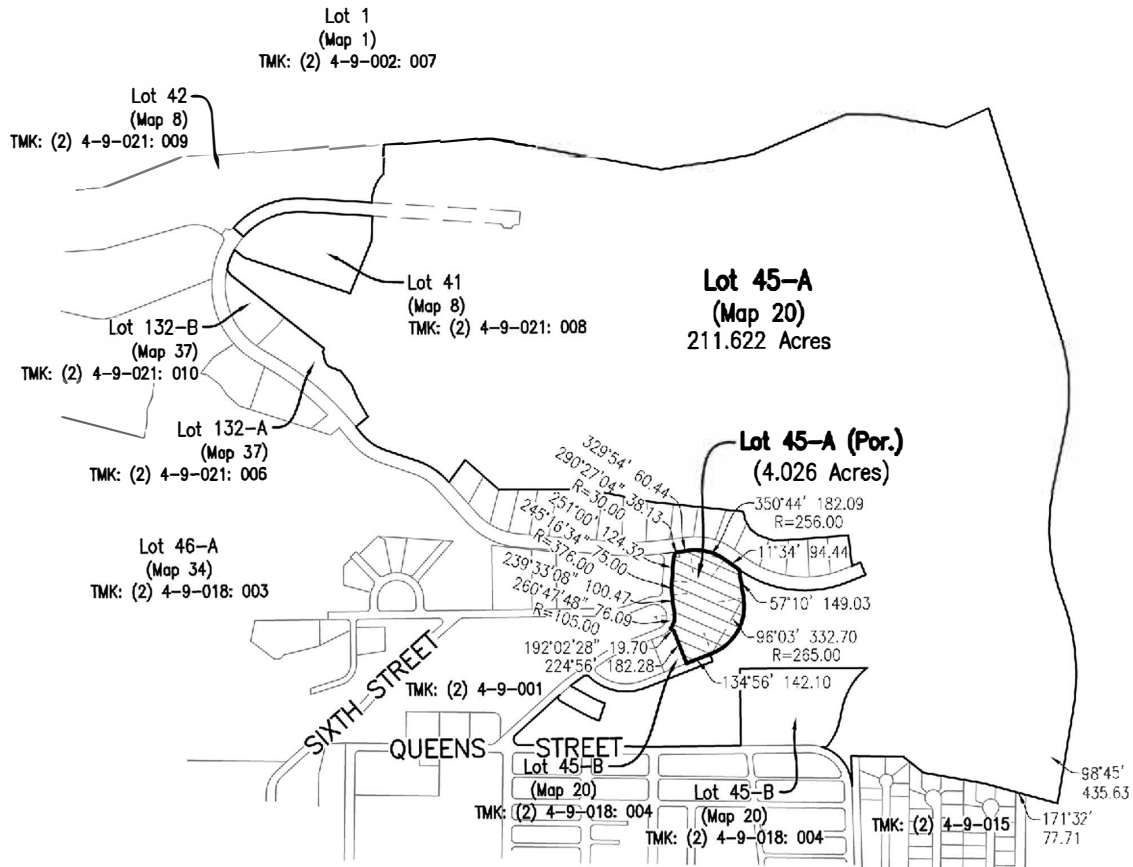 Lot 1
(Map 1)
TMK: (2) 4-9-002: 007
Lot 42
(Map 8)
TMK: (2) 4-9-021: 009
Lot 41
(Map 8)
TMK: (2) 4-9-021: 008
Lot 45-A
(Map 20)
211.622 Acres
Lot 132-B
(Map 37)
TMK: (2) 4-9-021: 010
Lot 132-A
(Map 37)
TMK: (2) 4-9-021: 006
Lot 45-A (Por.)
(4.026 Acres)
329°54' 60.44
290°27'04" 38.13
R=30.00
251°00' 124.32
245°16'34" 75.00
R=376.00
239°33'08" 100.47
260°47'48" 76.09
R=105.00
192°02'28" 19.70
224°56' 182.28
350°44' 182.09
R=256.00
11°34' 94.44
57°10' 149.03
96°03' 332.70
R=265.00
134°56' 142.10
Lot 46-A
(Map 34)
TMK: (2) 4-9-018: 003
SIXTH STREET
TMK: (2) 4-9-001
QUEENS STREET
Lot 45-B
(Map 20)
TMK: (2) 4-9-018: 004
Lot 45-B
(Map 20)
TMK: (2) 4-9-018: 004
TMK: (2) 4-9-015
98°45'
435.63
171°32'
77.71